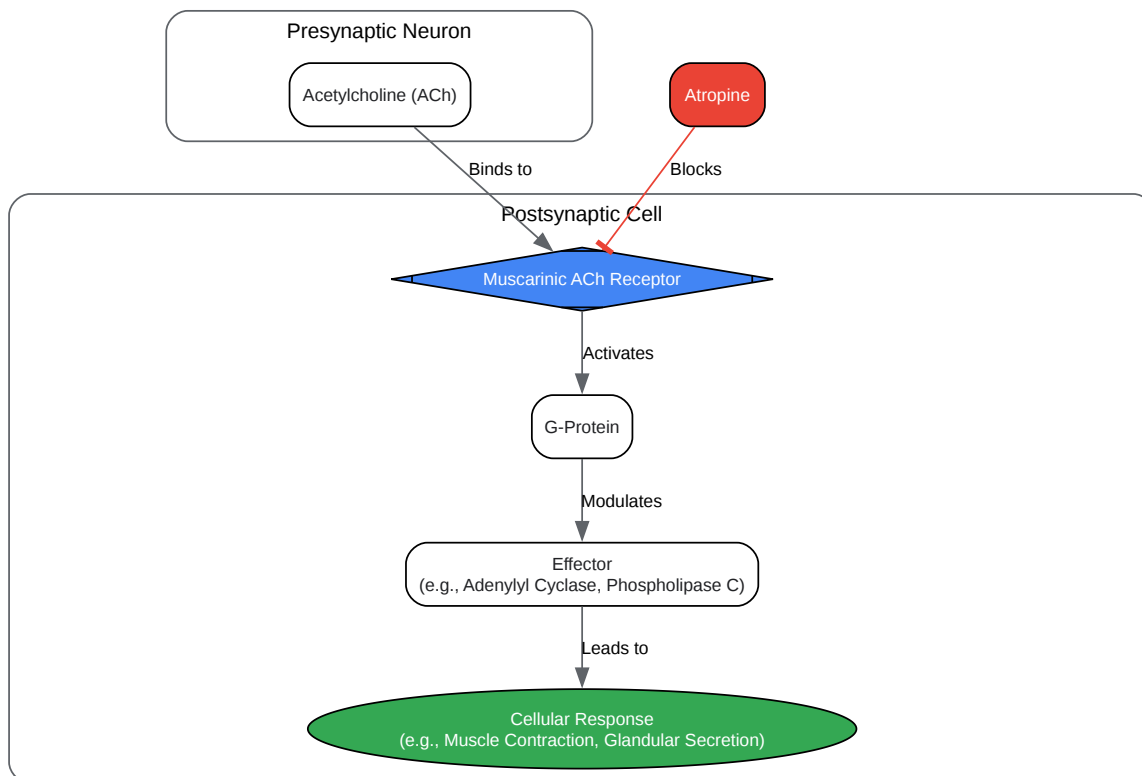 Presynaptic Neuron
Acetylcholine (ACh)
Atropine
Binds to
Blocks
Postsynaptic Cell
Muscarinic ACh Receptor
Activates
G-Protein
Modulates
Effector
(e.g., Adenylyl Cyclase, Phospholipase C)
Leads to
Cellular Response
(e.g., Muscle Contraction, Glandular Secretion)